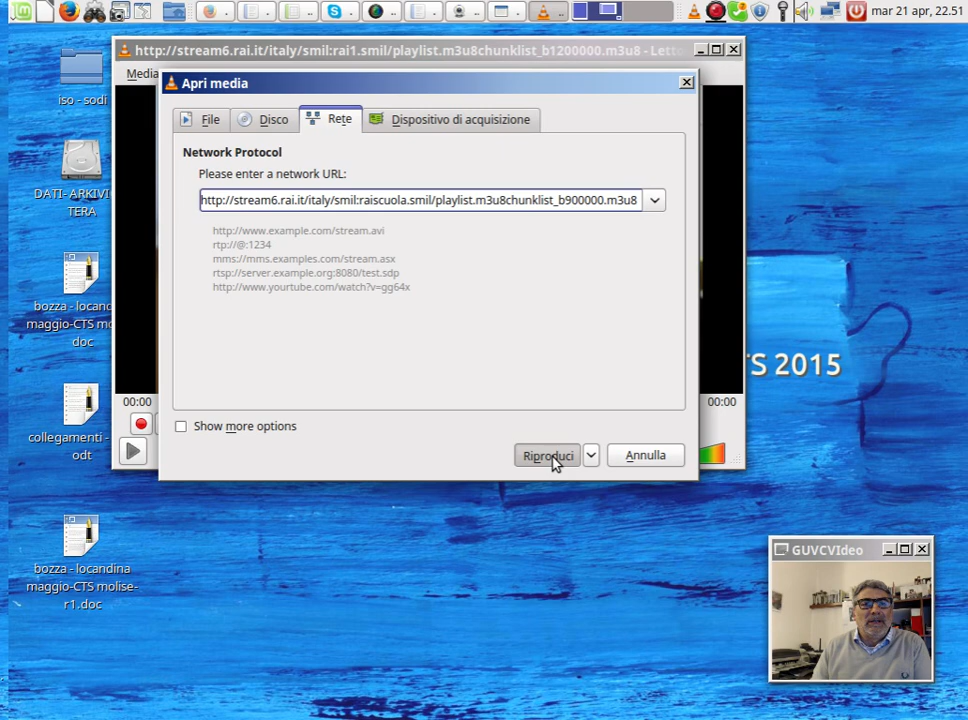 mar 21 apr, 22.51
http://stream6.rai.it/italy/smil:rai1.smil/playlist.m3u8chunklist_b1200000.m3u8 - Letto
Media
Apri media
File
Disco
Rete
Dispositivo di acquisizione
Network Protocol
Please enter a network URL:
http://stream6.rai.it/italy/smil:raiscuola.smil/playlist.m3u8chunklist_b900000.m3u8
http://www.example.com/stream.avi
rtp://@:1234
mms://mms.examples.com/stream.asx
rtsp://server.example.org:8080/test.sdp
http://www.yourtube.com/watch?v=gg64x
00:00
00:00
Show more options
Riproduci
Annulla
iso - sodi
DATI- ARKIVI
TERA
bozza - locand
maggio-CTS mo
doc
collegamenti -
odt
bozza - locandina
maggio-CTS molise-
r1.doc
TS 2015
GUVCVIdeo